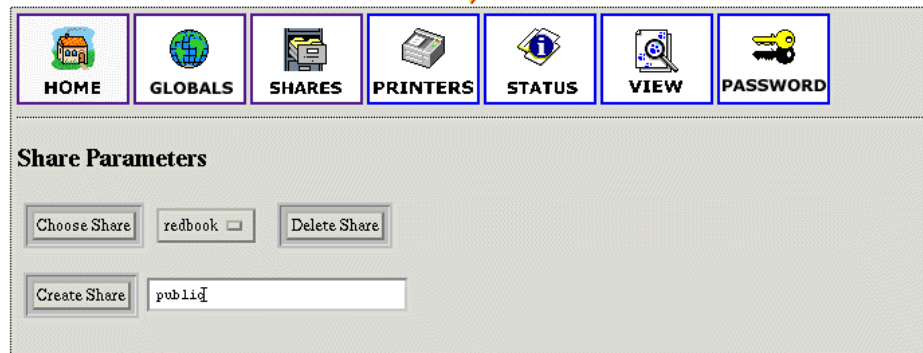 HOME GLOBALS SHARES PRINTERS STATUS VIEW PASSWORD
Share Parameters
Choose Share redbook Delete Share
Create Share public